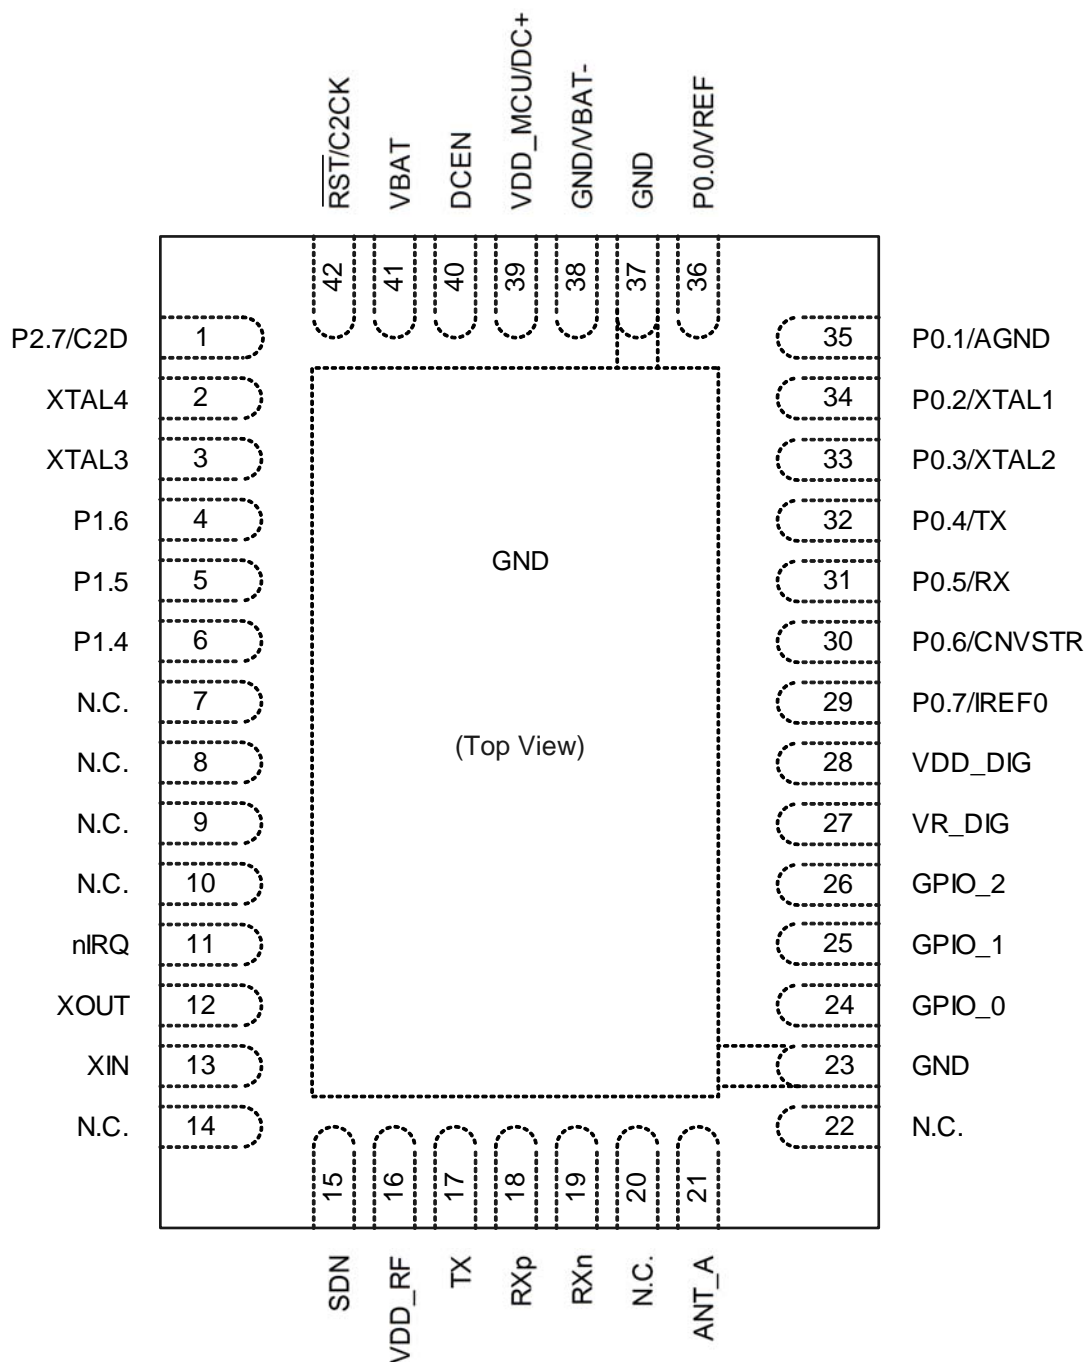 RST/C2CK
VBAT
DCEN
VDD_MCU/DC+
GND/VBAT-
GND
P0.0/VREF
42
41
40
39
38
37
36
P2.7/C2D 1
XTAL4 2
XTAL3 3
P1.6 4
P1.5 5
P1.4 6
N.C. 7
N.C. 8
N.C. 9
N.C. 10
nIRQ 11
XOUT 12
XIN 13
N.C. 14
GND
(Top View)
35 P0.1/AGND
34 P0.2/XTAL1
33 P0.3/XTAL2
32 P0.4/TX
31 P0.5/RX
30 P0.6/CNVSTR
29 P0.7/IREF0
28 VDD_DIG
27 VR_DIG
26 GPIO_2
25 GPIO_1
24 GPIO_0
23 GND
22 N.C.
15
16
17
18
19
20
21
SDN
VDD_RF
TX
RXp
RXn
N.C.
ANT_A